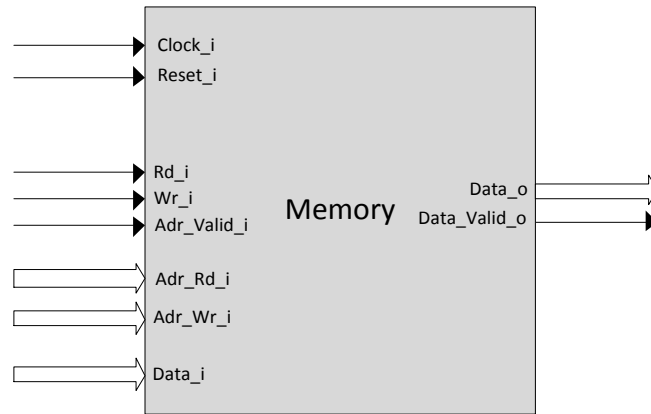 Clock_i
Reset_i
Rd_i
Wr_i
Adr_Valid_i
Memory
Data_o
Data_Valid_o
Adr_Rd_i
Adr_Wr_i
Data_i